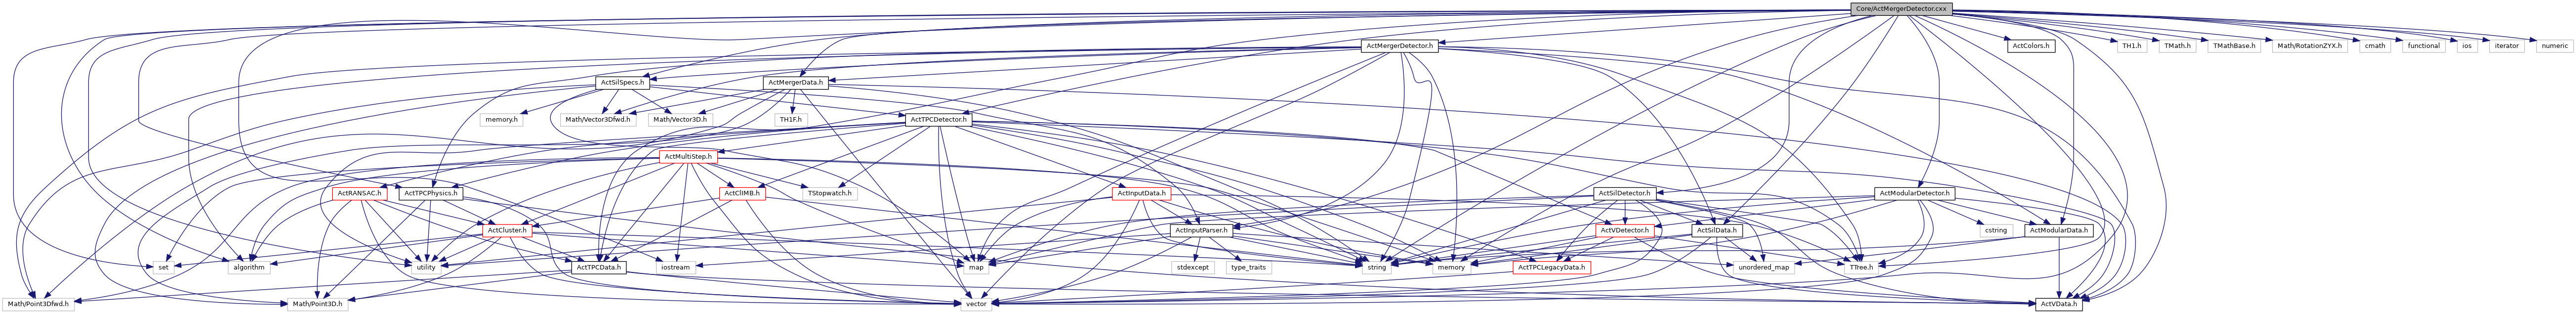 Core/ActMergerDetector.cxx
ActMergerDetector.h
ActColors.h
TH1.h
TMath.h
TMathBase.h
Math/RotationZYX.h
cmath
functional
ios
iterator
numeric
ActSilSpecs.h
ActMergerData.h
memory.h
Math/Vector3Dfwd.h
Math/Vector3D.h
TH1F.h
ActTPCDetector.h
ActMultiStep.h
ActRANSAC.h
ActTPCPhysics.h
ActClIMB.h
TStopwatch.h
ActInputData.h
ActSilDetector.h
ActModularDetector.h
ActCluster.h
ActInputParser.h
ActVDetector.h
ActSilData.h
cstring
ActModularData.h
set
algorithm
utility
ActTPCData.h
iostream
map
stdexcept
type_traits
string
memory
ActTPCLegacyData.h
unordered_map
TTree.h
Math/Point3Dfwd.h
Math/Point3D.h
vector
ActVData.h